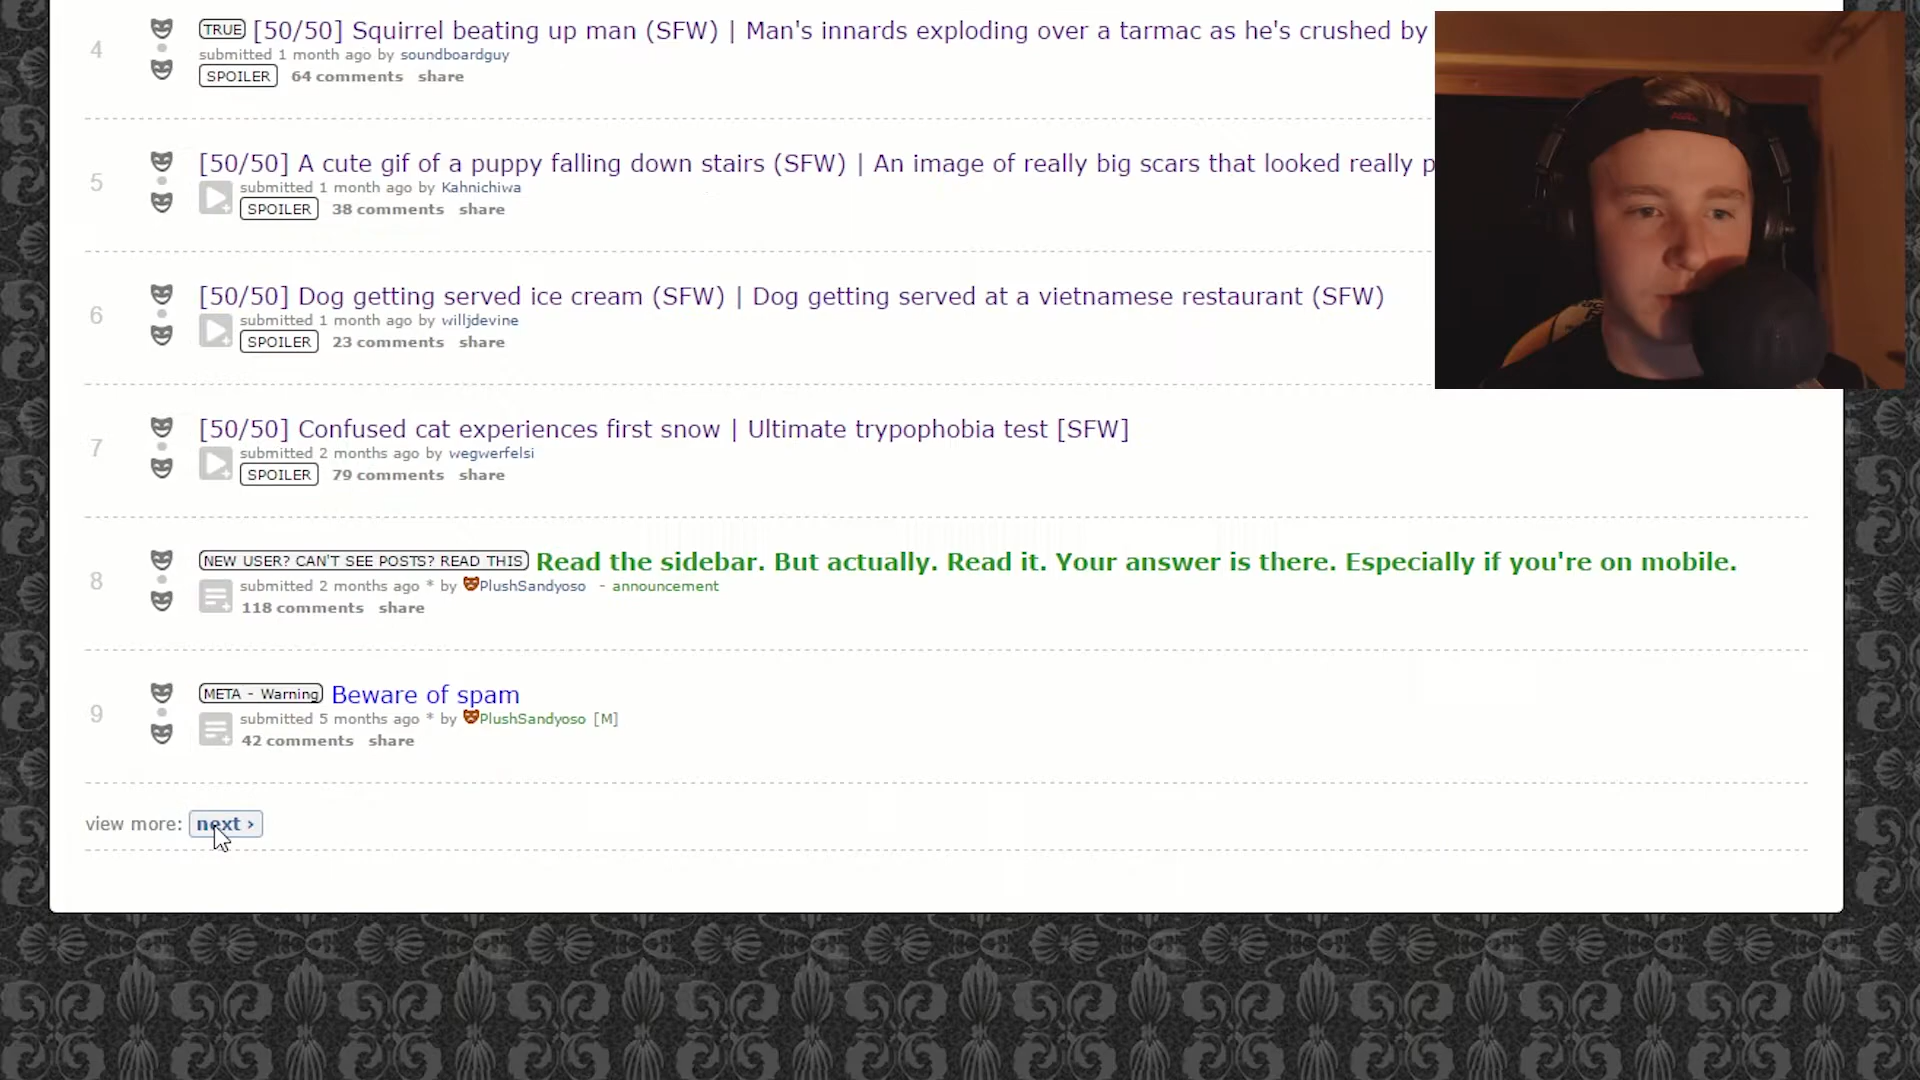 4
TRUE [50/50] Squirrel beating up man (SFW) | Man's innards exploding over a tarmac as he's crushed by
submitted 1 month ago by soundboardguy
SPOILER 64 comments share
5
[50/50] A cute gif of a puppy falling down stairs (SFW) | An image of really big scars that looked really p
submitted 1 month ago by Kahnichiwa
SPOILER 38 comments share
6
[50/50] Dog getting served ice cream (SFW) | Dog getting served at a vietnamese restaurant (SFW)
submitted 1 month ago by willjdevine
SPOILER 23 comments share
7
[50/50] Confused cat experiences first snow | Ultimate trypophobia test [SFW]
submitted 2 months ago by wegwerfelsi
SPOILER 79 comments share
8
NEW USER? CAN'T SEE POSTS? READ THIS Read the sidebar. But actually. Read it. Your answer is there. Especially if you're on mobile.
submitted 2 months ago * by PlushSandyoso - announcement
118 comments share
9
META - Warning Beware of spam
submitted 5 months ago * by PlushSandyoso [M]
42 comments share
view more: next ›